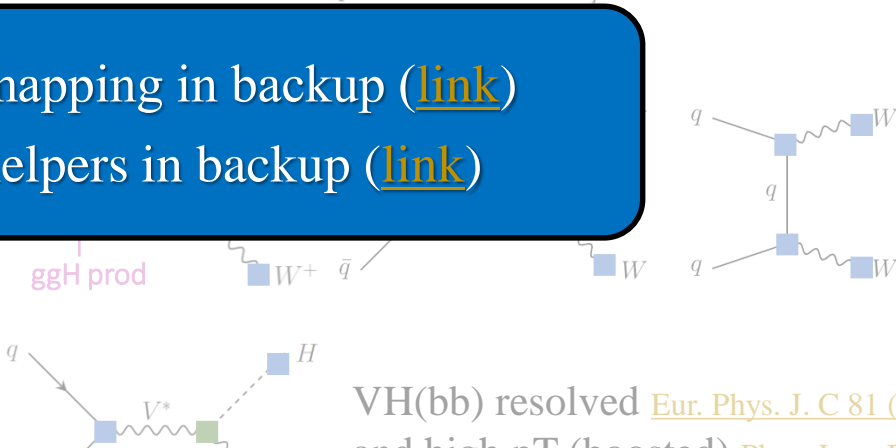 mapping in backup (link)
elpers in backup (link)
q
W
q
ggH prod
W+
q̄
W
q
W
q
H
V*
VH(bb) resolved Eur. Phys. J. C 81 (
and high pT (boosted)